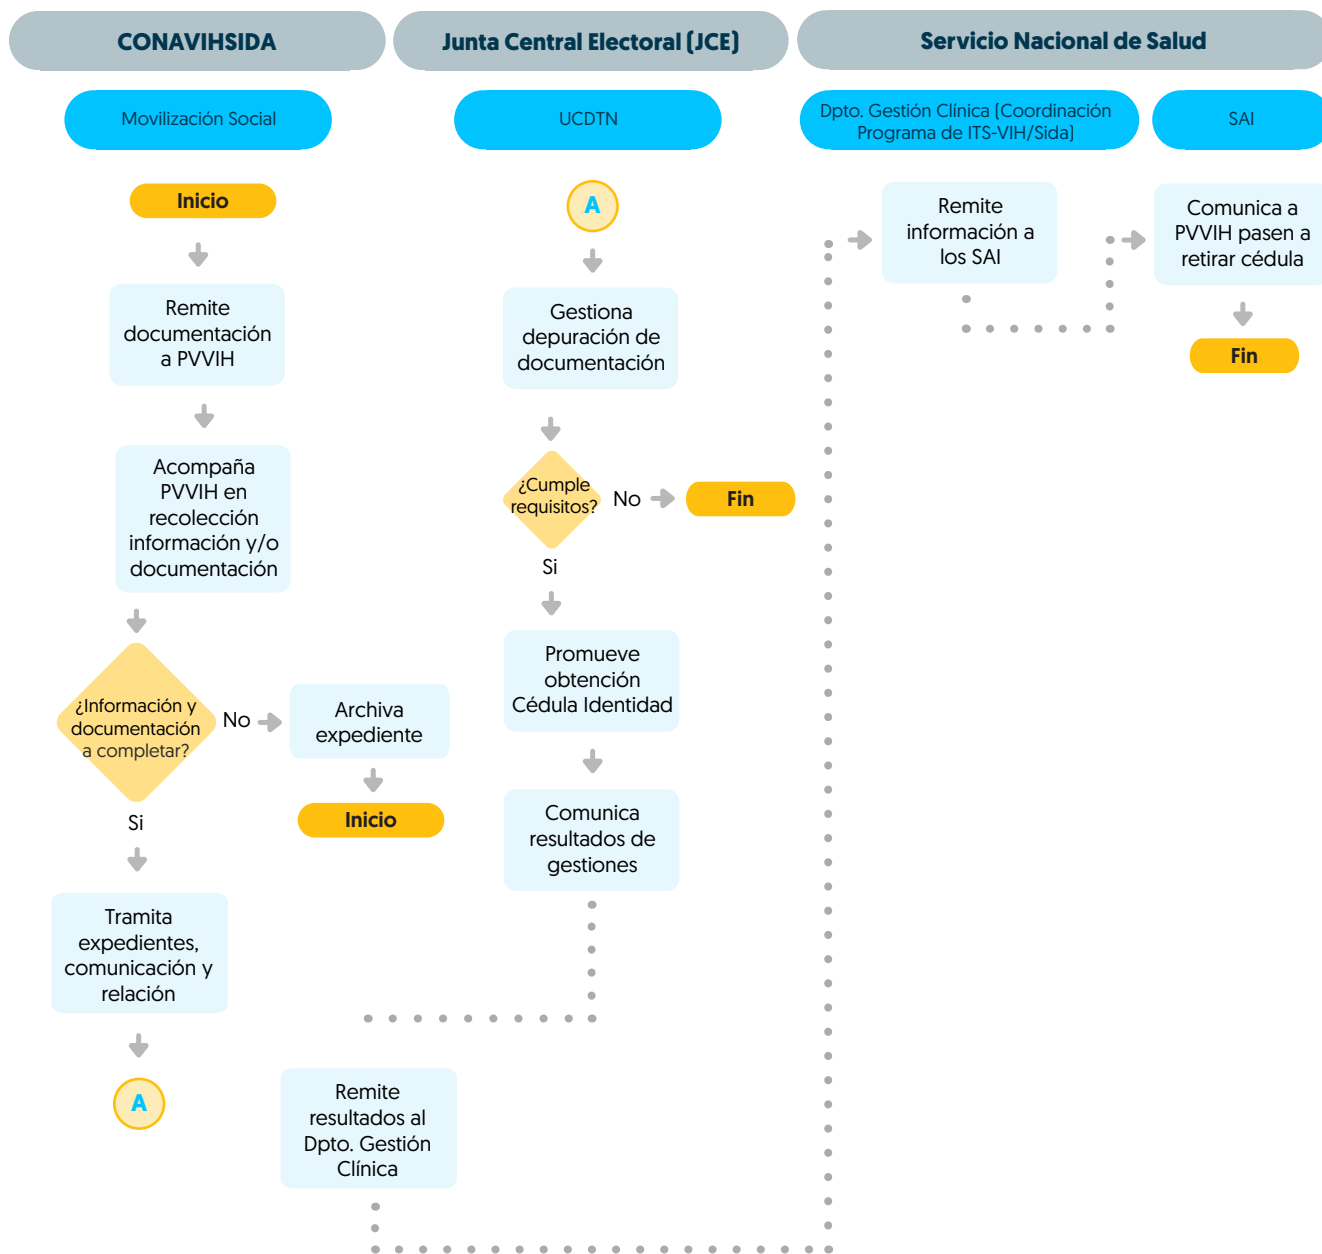 CONAVIHSIDA
Movilización Social
Inicio
Remite
documentación
a PVVIH
Acompaña
PVVIH en
recolección
información y/o
documentación
¿Información y
documentación
a completar?
No
Archiva
expediente
Inicio
Si
Tramita
expedientes,
comunicación y
relación
A
Junta Central Electoral (JCE)
UCDTN
A
Gestiona
depuración de
documentación
¿Cumple
requisitos?
No
Fin
Si
Promueve
obtención
Cédula Identidad
Comunica
resultados de
gestiones
Remite
resultados al
Dpto. Gestión
Clínica
Servicio Nacional de Salud
Dpto. Gestión Clínica (Coordinación
Programa de ITS-VIH/Sida)
Remite
información a
los SAI
SAI
Comunica a
PVVIH pasen a
retirar cédula
Fin